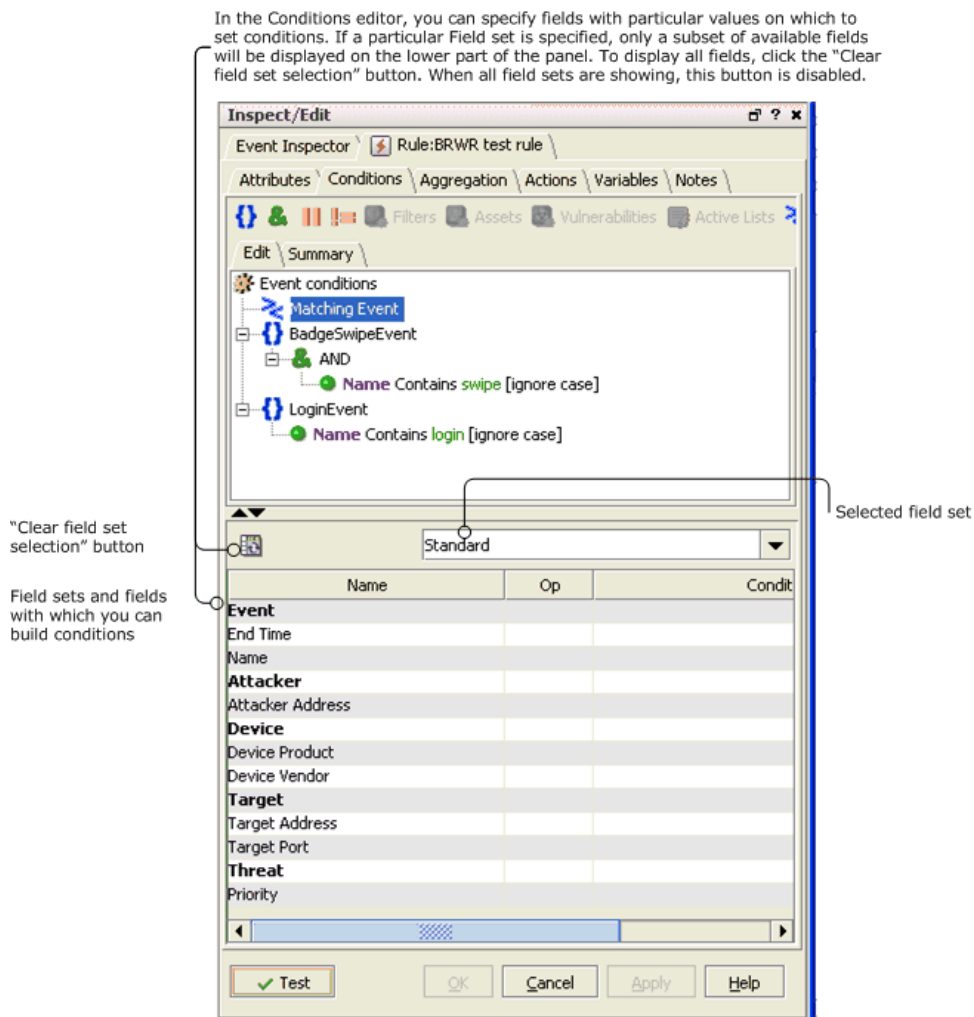 In the Conditions editor, you can specify fields with particular values on which to
set conditions. If a particular Field set is specified, only a subset of available fields
will be displayed on the lower part of the panel. To display all fields, click the “Clear
field set selection” button. When all field sets are showing, this button is disabled.
Inspect/Edit
Event Inspector Rule:BRWR test rule
Attributes Conditions Aggregation Actions Variables Notes
Filters Assets Vulnerabilities Active Lists
Edit Summary
Event conditions
Matching Event
{} BadgeSwipeEvent
& AND
Name Contains swipe [ignore case]
{} LoginEvent
Name Contains login [ignore case]
Selected field set
“Clear field set
selection” button
Standard
Field sets and fields
with which you can
build conditions
Name Op Condit
Event
End Time
Name
Attacker
Attacker Address
Device
Device Product
Device Vendor
Target
Target Address
Target Port
Threat
Priority
Test OK Cancel Apply Help